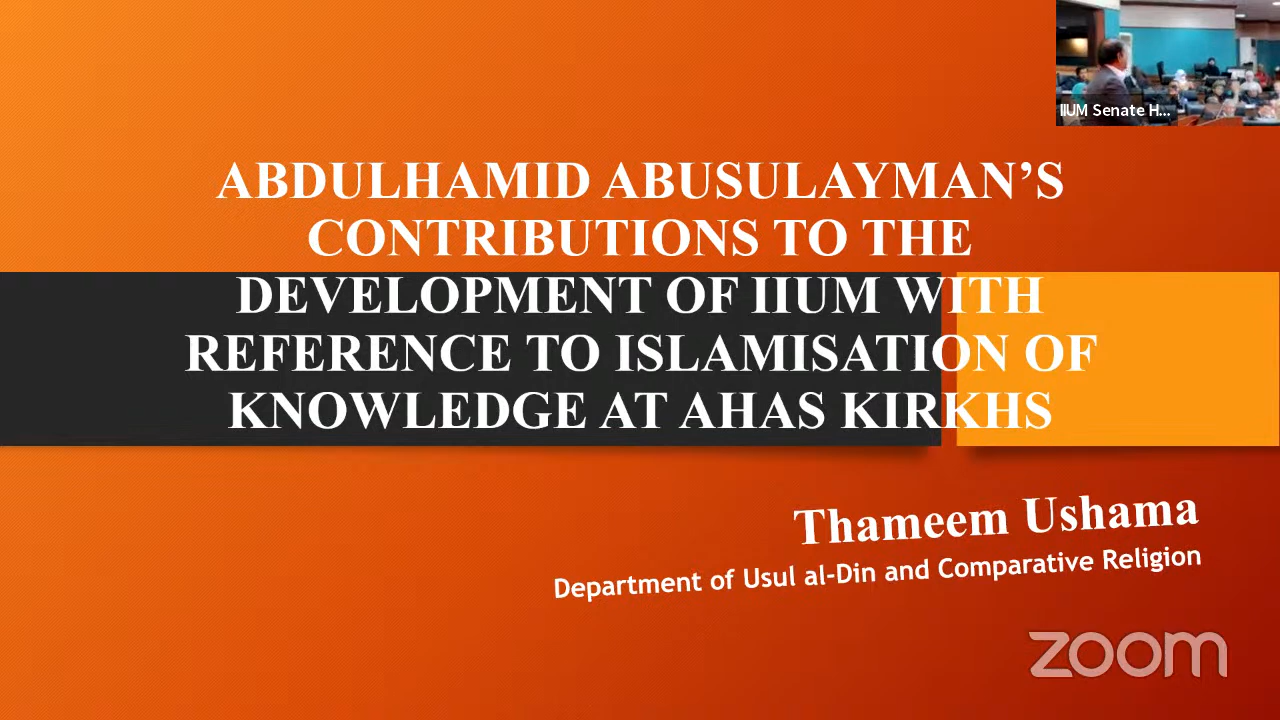 IIUM Senate H...
ABDULHAMID ABUSULAYMAN’S
CONTRIBUTIONS TO THE
DEVELOPMENT OF IIUM WITH
REFERENCE TO ISLAMISATION OF
KNOWLEDGE AT AHAS KIRKHS
Thameem Ushama
Department of Usul al-Din and Comparative Religion
zoom